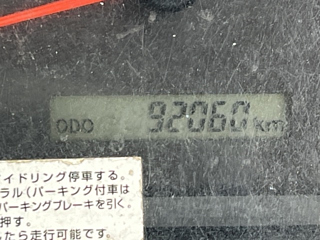 ODO 92060 km
イドリング停車する。
ラル(パーキング付車は
パーキングブレーキを引く。
押す。
したら走行可能です.